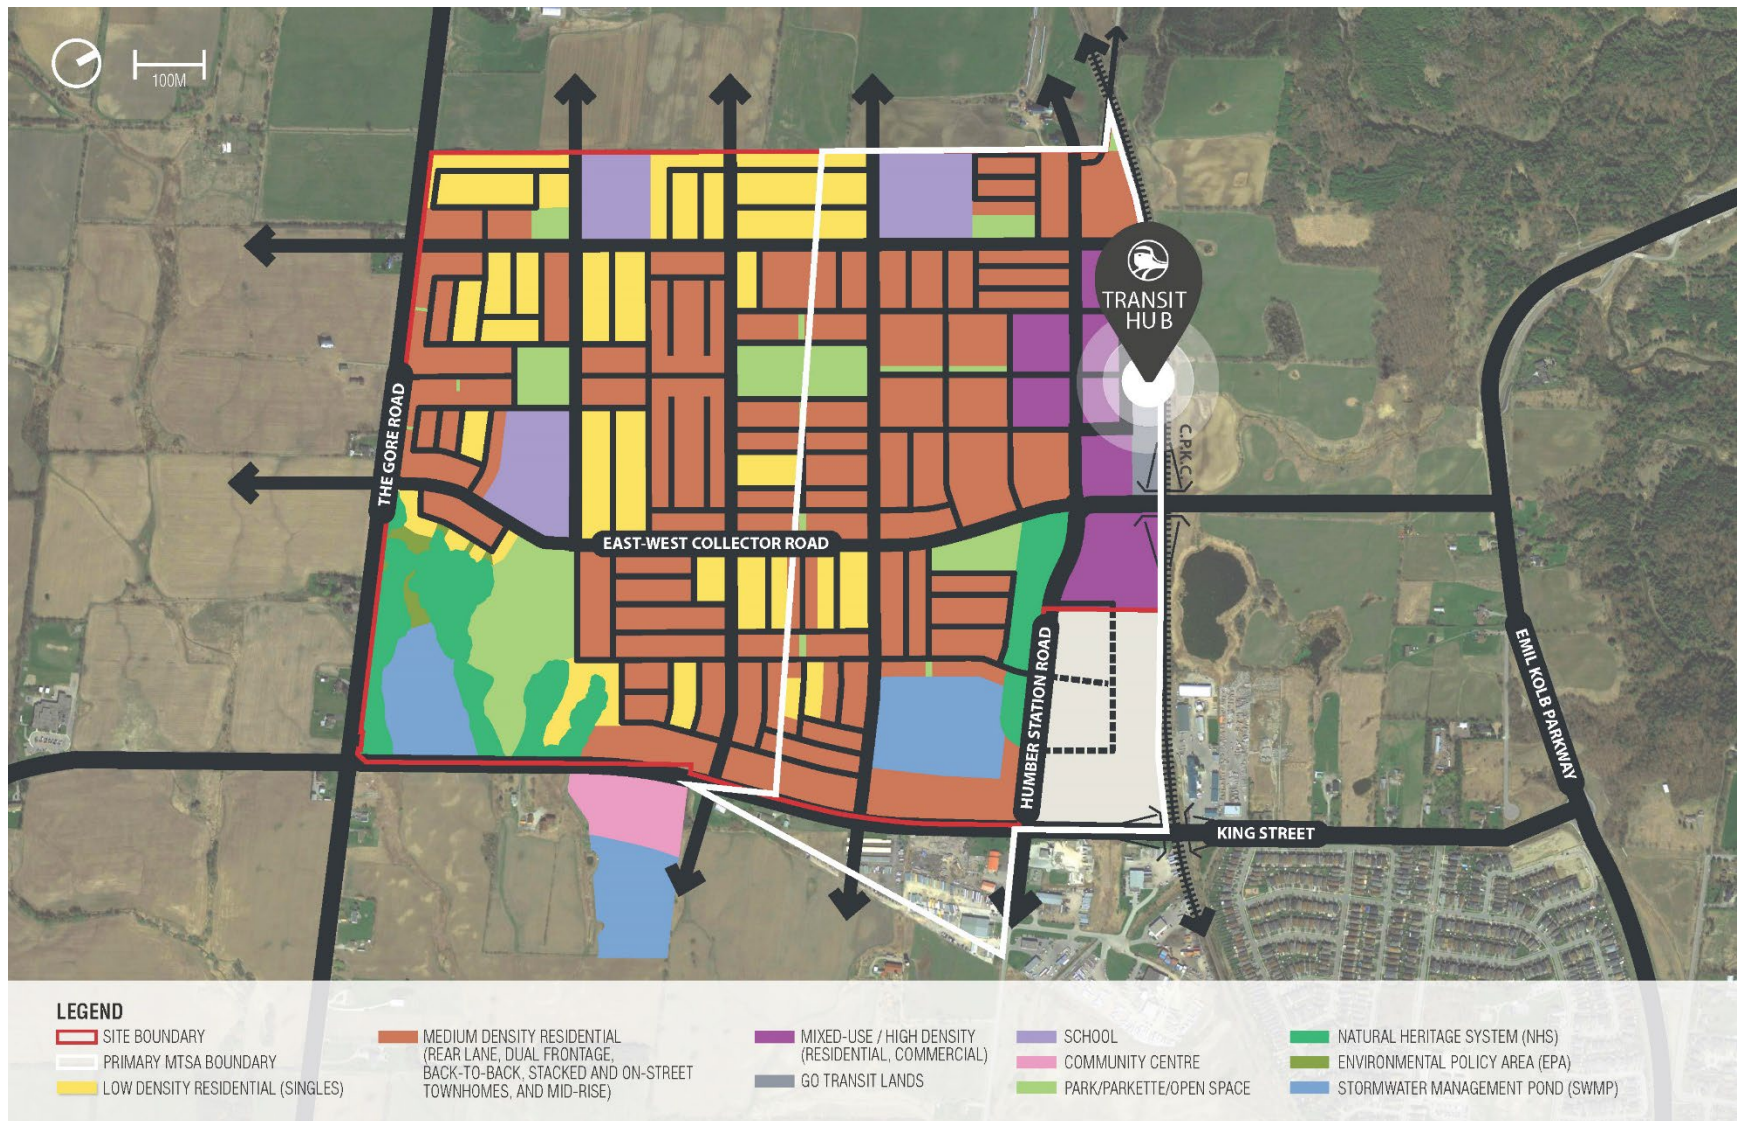 100M
TRANSIT
HUB
C.P.K.C.
THE GORE ROAD
EAST-WEST COLLECTOR ROAD
HUMBER STATION ROAD
EMIL KOLB PARKWAY
KING STREET
LEGEND
SITE BOUNDARY
PRIMARY MTSA BOUNDARY
LOW DENSITY RESIDENTIAL (SINGLES)
MEDIUM DENSITY RESIDENTIAL
(REAR LANE, DUAL FRONTAGE,
BACK-TO-BACK, STACKED AND ON-STREET
TOWNHOMES, AND MID-RISE)
MIXED-USE / HIGH DENSITY
(RESIDENTIAL, COMMERCIAL)
GO TRANSIT LANDS
SCHOOL
COMMUNITY CENTRE
PARK/PARKETTE/OPEN SPACE
NATURAL HERITAGE SYSTEM (NHS)
ENVIRONMENTAL POLICY AREA (EPA)
STORMWATER MANAGEMENT POND (SWMP)